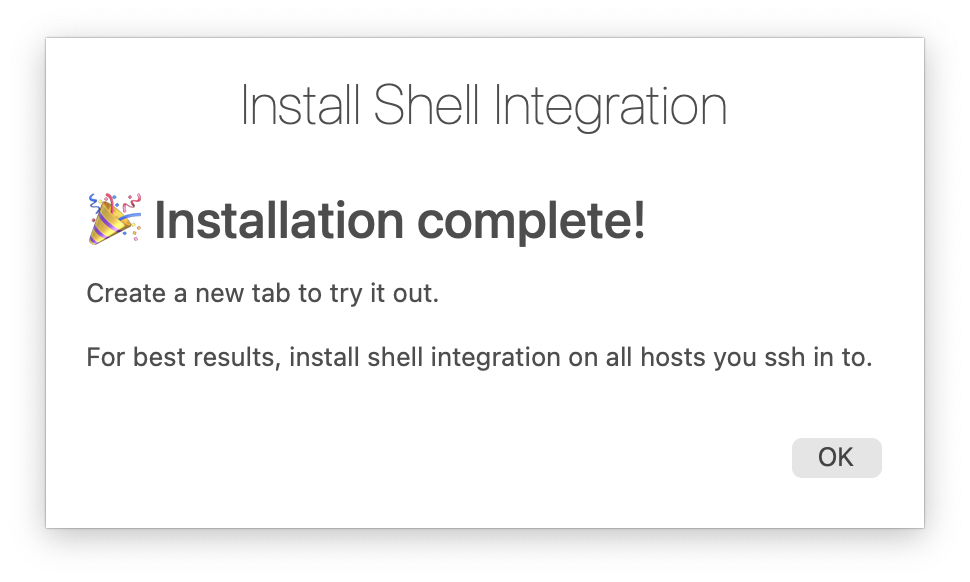 Install Shell Integration
🎉 Installation complete!
Create a new tab to try it out.
For best results, install shell integration on all hosts you ssh in to.
OK